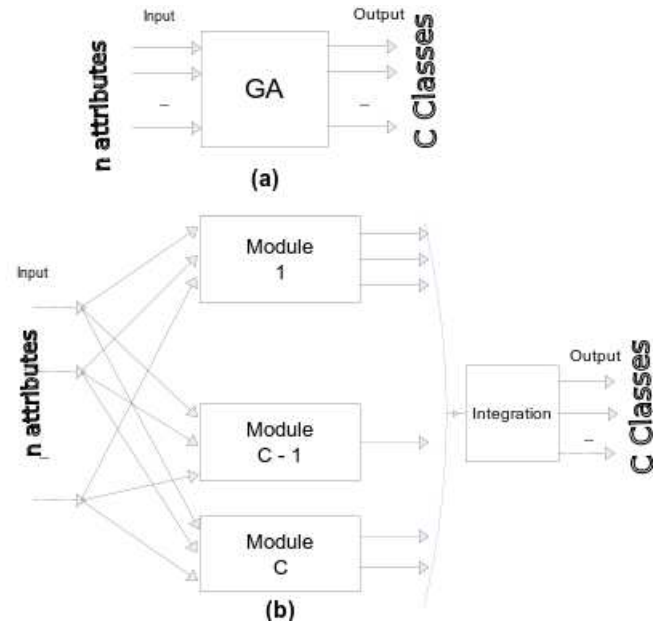 Input
Output
n attributes
GA
C Classes
(a)
Input
n attributes
Module
1
Module
C - 1
Module
C
Integration
Output
C Classes
(b)